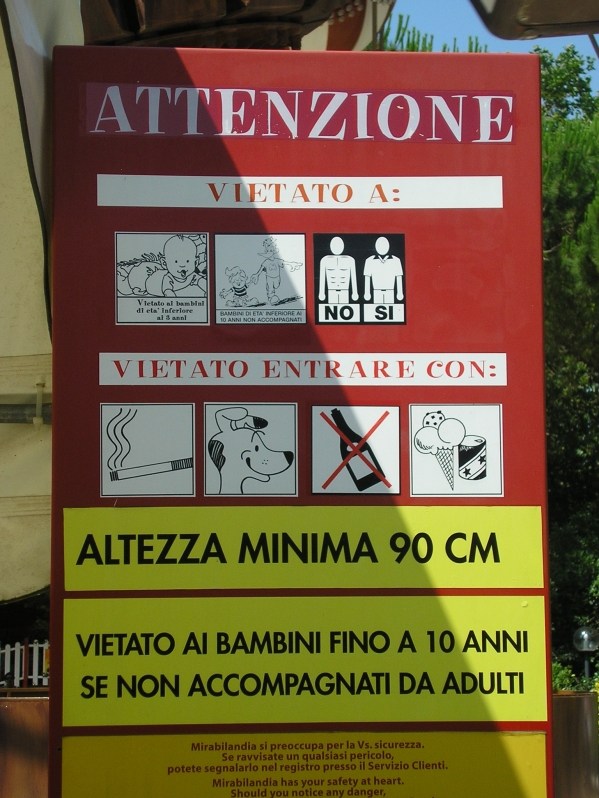 ATTENZIONE
VIETATO A:
Vietato ai bambini
di eta' inferiore
ai 3 anni
BAMBINI DI ETA' INFERIORE AI
10 ANNI NON ACCOMPAGNATI
NO SI
VIETATO ENTRARE CON:
ALTEZZA MINIMA 90 CM
VIETATO AI BAMBINI FINO A 10 ANNI
SE NON ACCOMPAGNATI DA ADULTI
Mirabilandia si preoccupa per la Vs. sicurezza.
Se ravvisate un qualsiasi pericolo,
potete segnalarlo nel registro presso il Servizio Clienti.
Mirabilandia has your safety at heart.
Should you notice any danger,